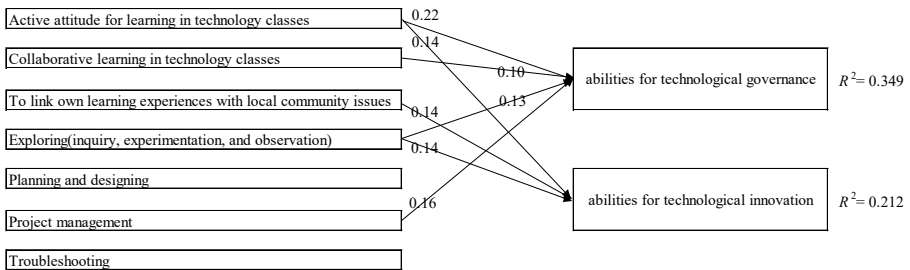 Active attitude for learning in technology classes
0.22
0.14
Collaborative learning in technology classes
0.10
abilities for technological governance
R²= 0.349
To link own learning experiences with local community issues
0.13
0.14
Exploring(inquiry, experimentation, and observation)
0.14
Planning and designing
abilities for technological innovation
R²= 0.212
0.16
Project management
Troubleshooting